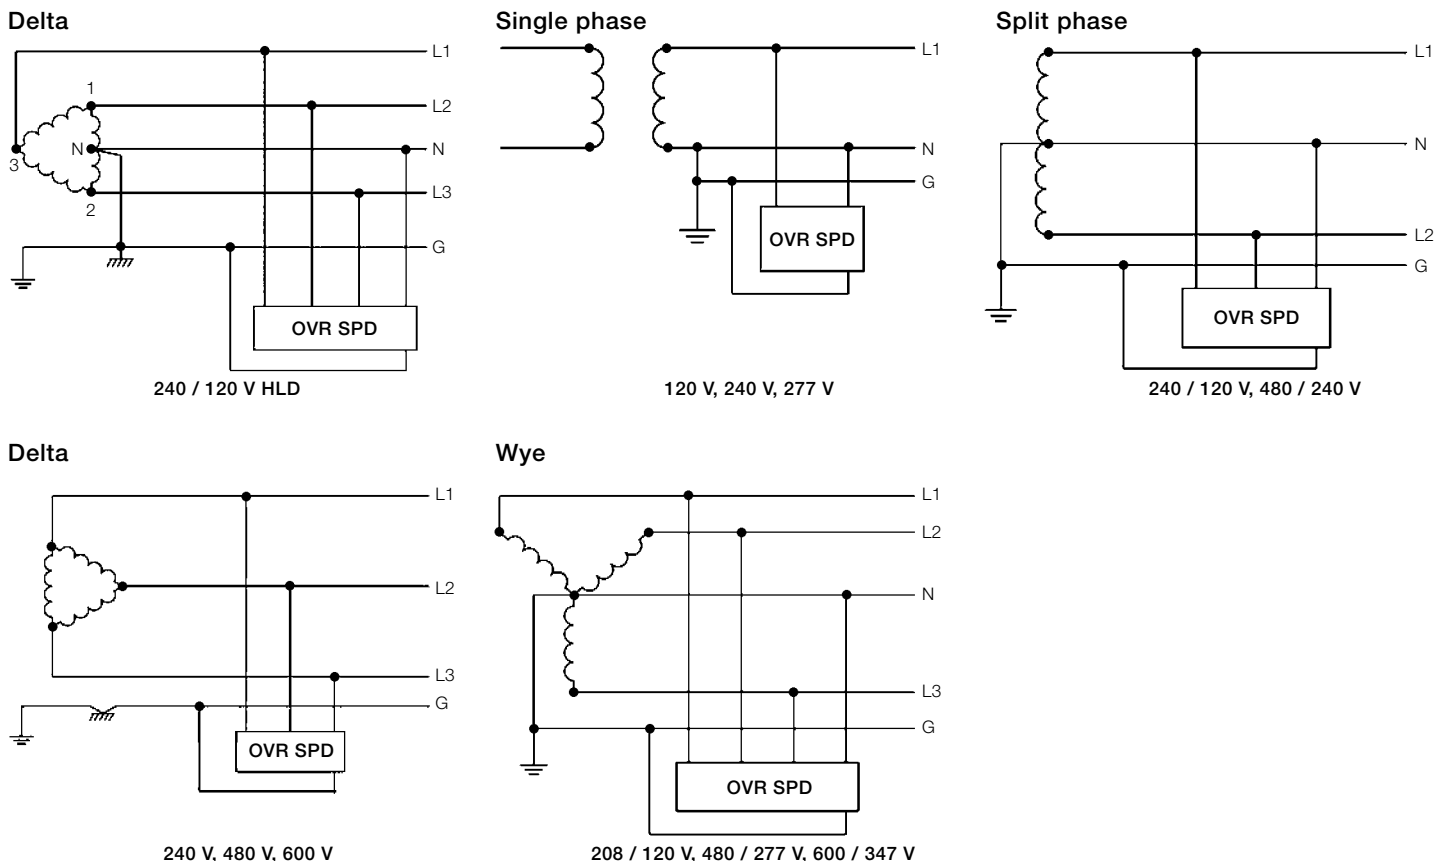 Delta
L1
1
L2
N
N
3
L3
2
G
OVR SPD
240 / 120 V HLD
Single phase
L1
N
G
OVR SPD
120 V, 240 V, 277 V
Split phase
L1
N
L2
G
OVR SPD
240 / 120 V, 480 / 240 V
Delta
L1
L2
L3
G
OVR SPD
240 V, 480 V, 600 V
Wye
L1
L2
N
L3
G
OVR SPD
208 / 120 V, 480 / 277 V, 600 / 347 V